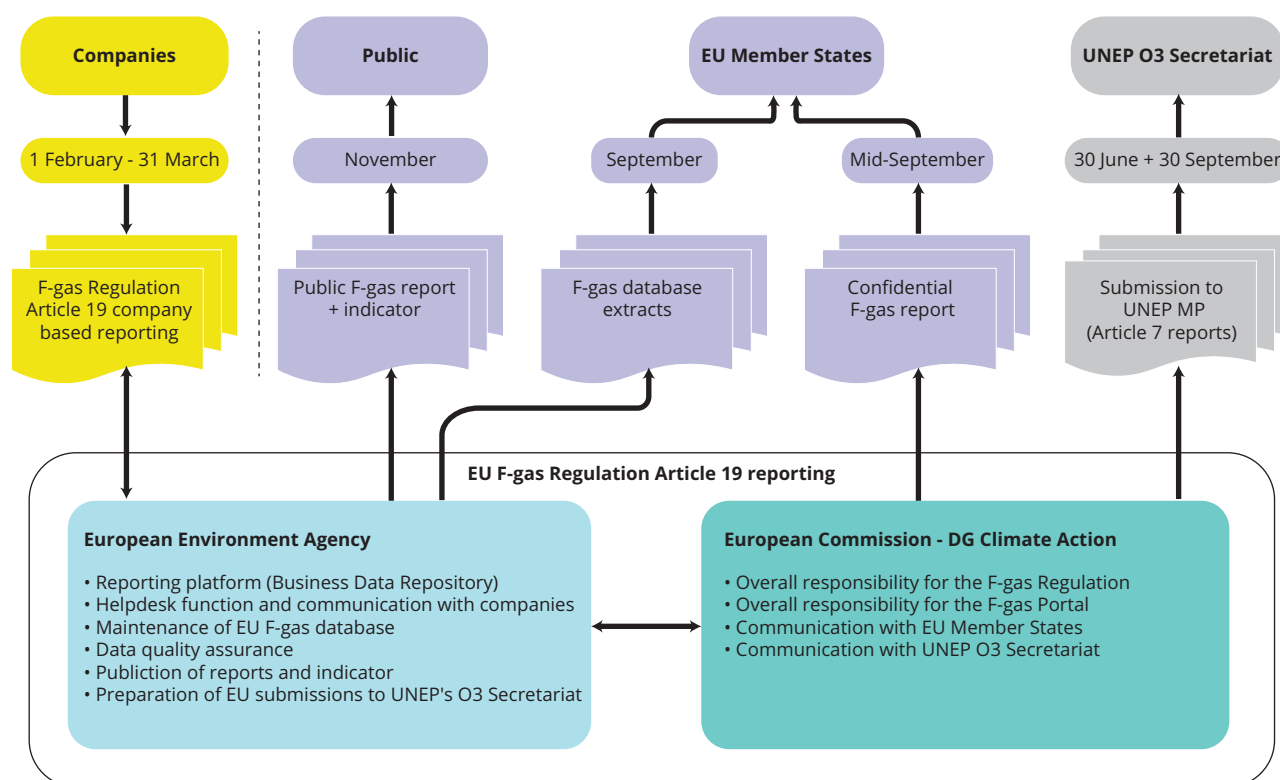 Companies
Public
EU Member States
UNEP O3 Secretariat
1 February - 31 March
November
September
Mid-September
30 June + 30 September
F-gas Regulation
Article 19 company
based reporting
Public F-gas report
+ indicator
F-gas database
extracts
Confidential
F-gas report
Submission to
UNEP MP
(Article 7 reports)
EU F-gas Regulation Article 19 reporting
European Environment Agency
• Reporting platform (Business Data Repository)
• Helpdesk function and communication with companies
• Maintenance of EU F-gas database
• Data quality assurance
• Publiction of reports and indicator
• Preparation of EU submissions to UNEP's O3 Secretariat
European Commission - DG Climate Action
• Overall responsibility for the F-gas Regulation
• Overall responsibility for the F-gas Portal
• Communication with EU Member States
• Communication with UNEP O3 Secretariat